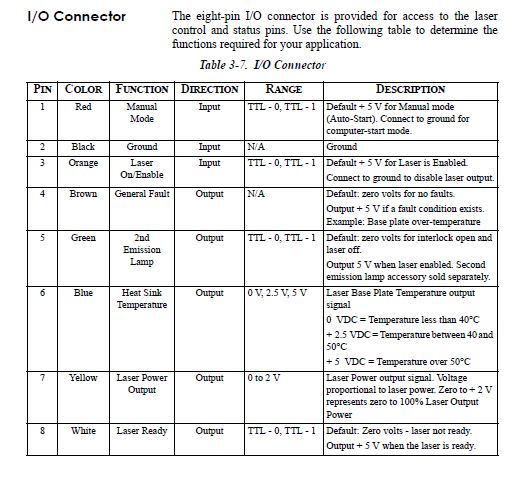 I/O Connector
The eight-pin I/O connector is provided for access to the laser
control and status pins. Use the following table to determine the
functions required for your application.
Table 3-7. I/O Connector
PIN COLOR FUNCTION DIRECTION RANGE DESCRIPTION
1 Red Manual Mode Input TTL - 0, TTL - 1 Default + 5 V for Manual mode
(Auto-Start). Connect to ground for
computer-start mode.
2 Black Ground Input N/A Ground
3 Orange Laser On/Enable Input TTL - 0, TTL - 1 Default + 5 V for Laser is Enabled.
Connect to ground to disable laser output.
4 Brown General Fault Output N/A Default: zero volts for no faults.
Output + 5 V if a fault condition exists.
Example: Base plate over-temperature
5 Green 2nd Emission Lamp Output TTL - 0, TTL - 1 Default: zero volts for interlock open and
laser off.
Output 5 V when laser enabled. Second
emission lamp accessory sold separately.
6 Blue Heat Sink Temperature Output 0 V, 2.5 V, 5 V Laser Base Plate Temperature output
signal
0 VDC = Temperature less than 40°C
+ 2.5 VDC = Temperature between 40 and
50°C
+ 5 VDC = Temperature over 50°C
7 Yellow Laser Power Output Output 0 to 2 V Laser Power output signal. Voltage
proportional to laser power. Zero to + 2 V
represents zero to 100% Laser Output
Power
8 White Laser Ready Output TTL - 0, TTL - 1 Default: Zero volts - laser not ready.
Output + 5 V when the laser is ready.